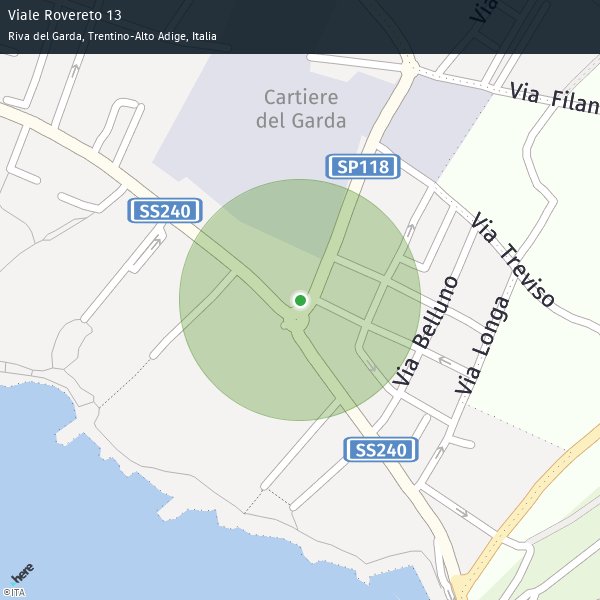 Viale Rovereto 13
Riva del Garda, Trentino-Alto Adige, Italia
Via
Via Filan
Cartiere
del Garda
SP118
SS240
Via Treviso
Via Belluno
Via Longa
SS240
here
©ITA